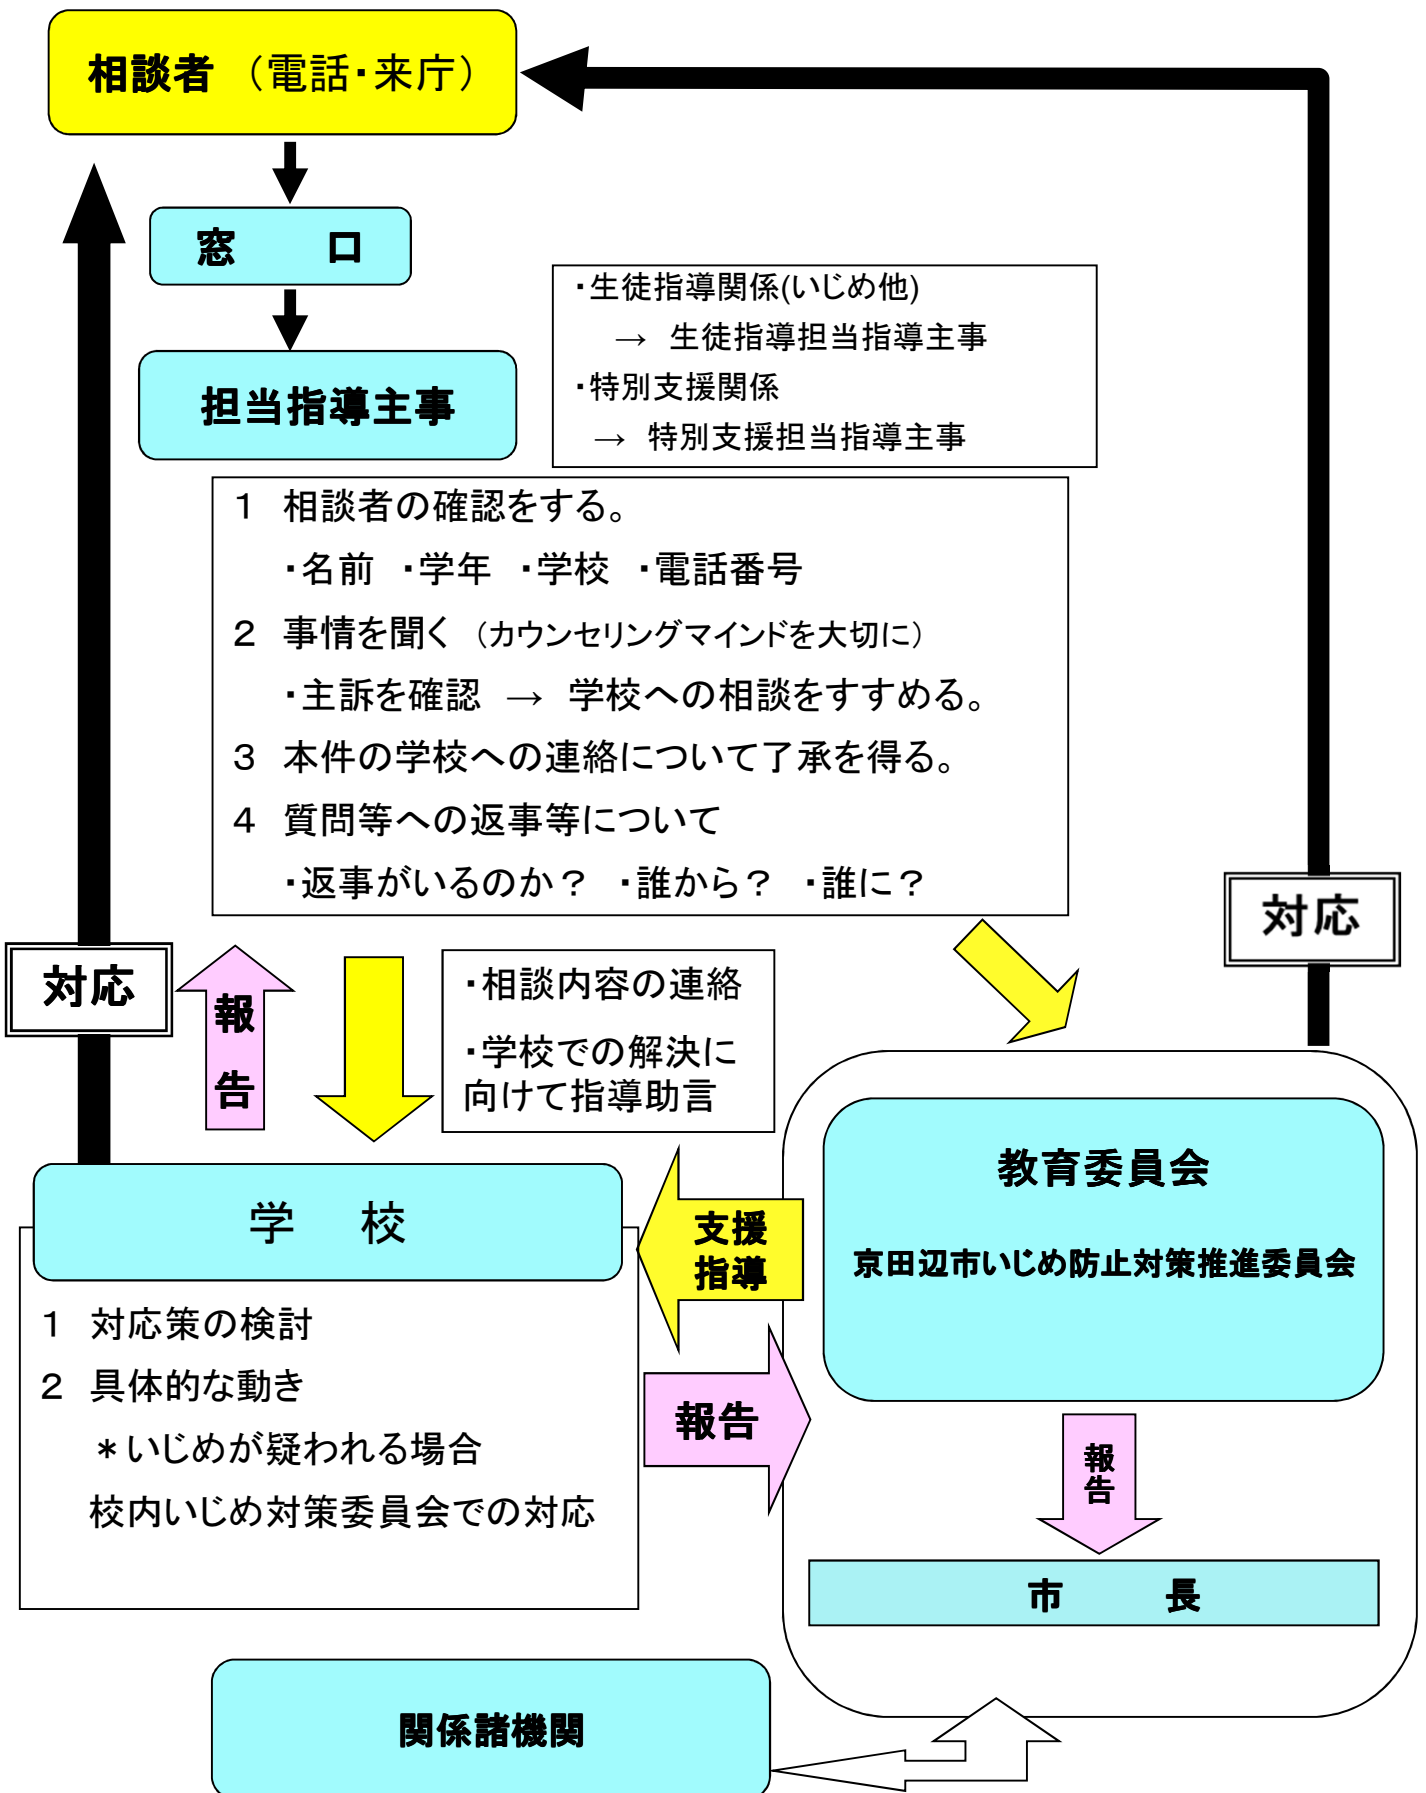 相談者 （電話・来庁）
窓　口
担当指導主事
・生徒指導関係(いじめ他)
→ 生徒指導担当指導主事
・特別支援関係
→ 特別支援担当指導主事
１ 相談者の確認をする。
・名前 ・学年 ・学校 ・電話番号
２ 事情を聞く （カウンセリングマインドを大切に）
・主訴を確認 → 学校への相談をすすめる。
３ 本件の学校への連絡について了承を得る。
４ 質問等への返事等について
・返事がいるのか？ ・誰から？ ・誰に？
対応
対応
報告
・相談内容の連絡
・学校での解決に
向けて指導助言
学　校
１ 対応策の検討
２ 具体的な動き
＊いじめが疑われる場合
校内いじめ対策委員会での対応
支援
指導
報告
教育委員会
京田辺市いじめ防止対策推進委員会
報告
市　長
関係諸機関